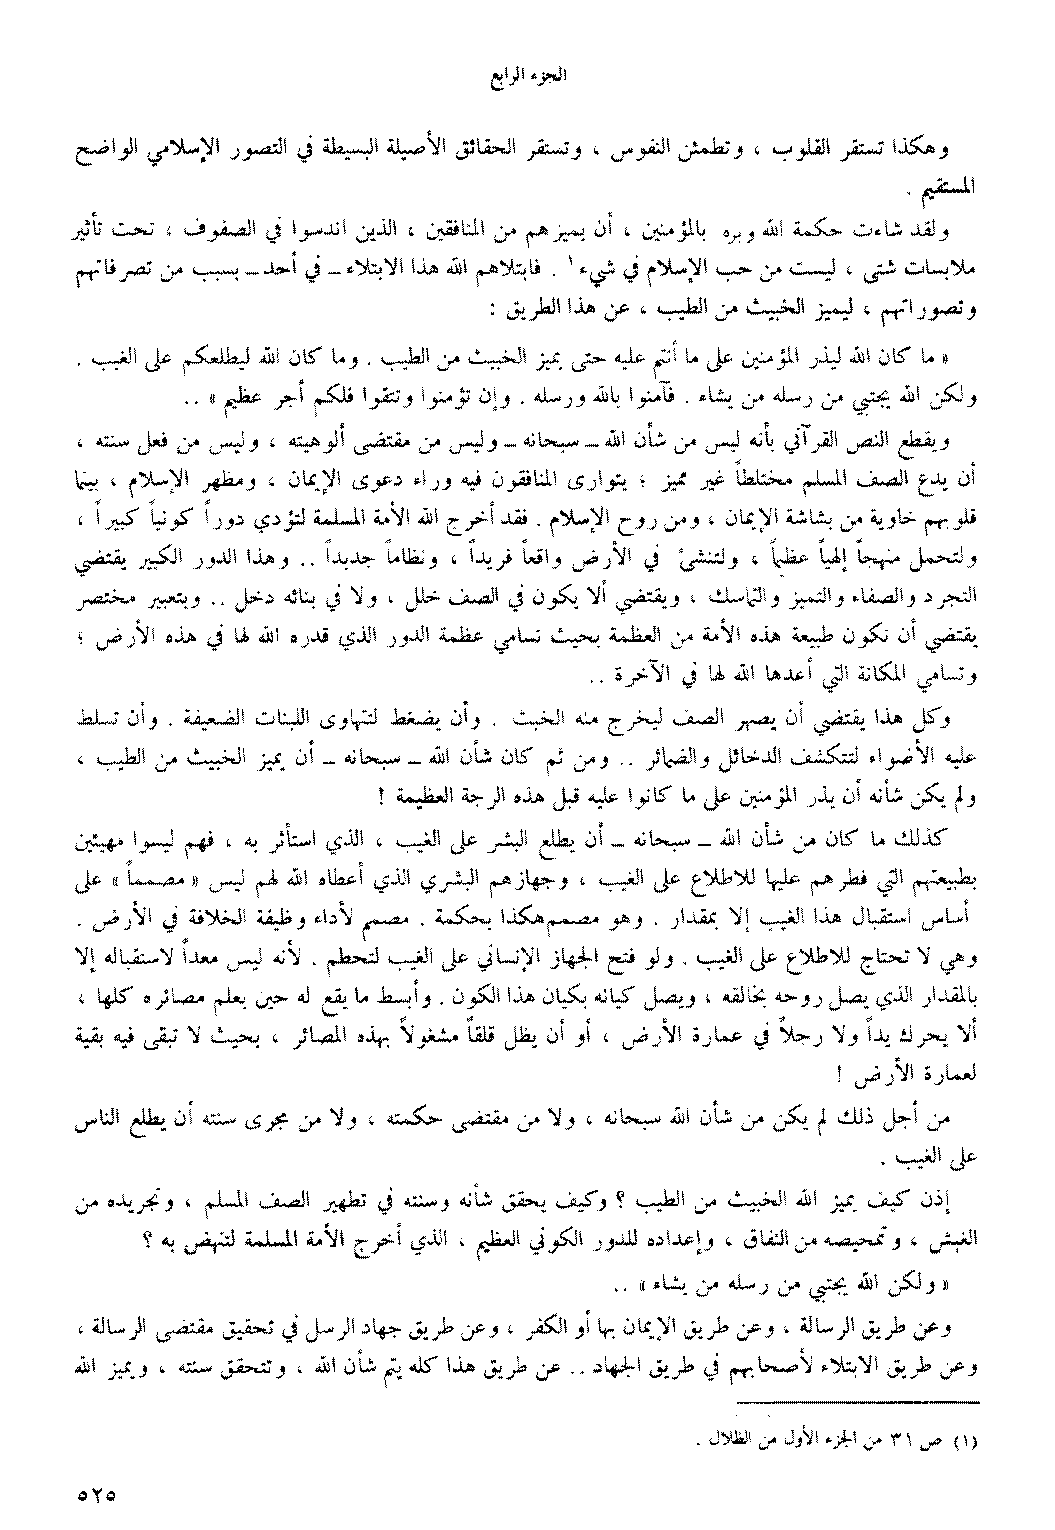 الجزء الرابع
وهكذا تستقر القلوب ، وتطمئن النفوس ، وتستقر الحقائق الأصيلة البسيطة في التصور الإسلامي الواضح
المستقيم .
ولقد شاءت حكمة الله وبره بالمؤمنين ، أن يميزهم من المنافقين ، الذين اندسوا في الصفوف ، تحت تأثير
ملابسات شتى ، ليست من حب الإسلام في شيء١ . فابتلاهم الله هذا الابتلاء ــ في أحد ــ بسبب من تصرفاتهم
وتصوراتهم ، ليميز الخبيث من الطيب ، عن هذا الطريق :
« ما كان الله ليذر المؤمنين على ما أنتم عليه حتى يميز الخبيث من الطيب . وما كان الله ليطلعكم على الغيب .
ولكن الله يجتبي من رسله من يشاء . فآمنوا بالله ورسله . وإن تؤمنوا وتتقوا فلكم أجر عظيم » ..
ويقطع النص القرآني بأنه ليس من شأن الله ــ سبحانه ــ وليس من مقتضى ألوهيته ، وليس من فعل سنته ،
أن يدع الصف المسلم مختلطاً غير مميز ؛ يتوارى المنافقون فيه وراء دعوى الإيمان ، ومظهر الإسلام ، بينما
قلوبهم خاوية من بشاشة الإيمان ، ومن روح الإسلام . فقد أخرج الله الأمة المسلمة لتؤدي دوراً كونياً كبيراً ،
ولتحمل منهجاً إلهياً عظيماً ، ولتنشئ في الأرض واقعاً فريداً ، ونظاماً جديداً .. وهذا الدور الكبير يقتضي
التجرد والصفاء والتميز والتماسك ، ويقتضي ألا يكون في الصف خلل ، ولا في بنائه دخل .. وبتعبير مختصر
يقتضي أن تكون طبيعة هذه الأمة من العظمة بحيث تسامي عظمة الدور الذي قدره الله لها في هذه الأرض ؛
وتسامي المكانة التي أعدها الله لها في الآخرة ..
وكل هذا يقتضي أن يصهر الصف ليخرج منه الخبث . وأن يضغط لتتهاوى اللبنات الضعيفة . وأن تسلط
عليه الأضواء لتتكشف الدخائل والضمائر .. ومن ثم كان شأن الله ــ سبحانه ــ أن يميز الخبيث من الطيب ،
ولم يكن شأنه أن يذر المؤمنين على ما كانوا عليه قبل هذه الرجة العظيمة !
كذلك ما كان من شأن الله ــ سبحانه ــ أن يطلع البشر على الغيب ، الذي استأثر به ، فهم ليسوا مهيئين
بطبيعتهم التي فطرهم عليها للاطلاع على الغيب ، وجهازهم البشري الذي أعطاه الله لهم ليس « مصمماً » على
أساس استقبال هذا الغيب إلا بمقدار . وهو مصمم هكذا بحكمة . مصمم لأداء وظيفة الخلافة في الأرض .
وهي لا تحتاج للاطلاع على الغيب . ولو فتح الجهاز الإنساني على الغيب لتحطم . لأنه ليس معداً لاستقباله إلا
بالمقدار الذي يصل روحه بخالقه ، ويصل كيانه بكيان هذا الكون . وأبسط ما يقع له حين يعلم مصائره كلها ،
ألا يحرك يداً ولا رجلاً في عمارة الأرض ، أو أن يظل قلقاً مشغولاً بهذه المصائر ، بحيث لا تبقى فيه بقية
لعمارة الأرض !
من أجل ذلك لم يكن من شأن الله سبحانه ، ولا من مقتضى حكمته ، ولا من مجرى سنته أن يطلع الناس
على الغيب .
إذن كيف يميز الله الخبيث من الطيب ؟ وكيف يحقق شأنه وسنته في تطهير الصف المسلم ، وتجريده من
الغبش ، وتمحيصه من النفاق ، وإعداده للدور الكوني العظيم ، الذي أخرج الأمة المسلمة لتنهض به ؟
« ولكن الله يجتبي من رسله من يشاء » ..
وعن طريق الرسالة ، وعن طريق الإيمان بها أو الكفر ، وعن طريق جهاد الرسل في تحقيق مقتضى الرسالة ،
وعن طريق الابتلاء لأصحابهم في طريق الجهاد .. عن طريق هذا كله يتم شأن الله ، وتتحقق سنته ، ويميز الله
(١) ص ٣١ من الجزء الأول من الظلال .
٥٢٥